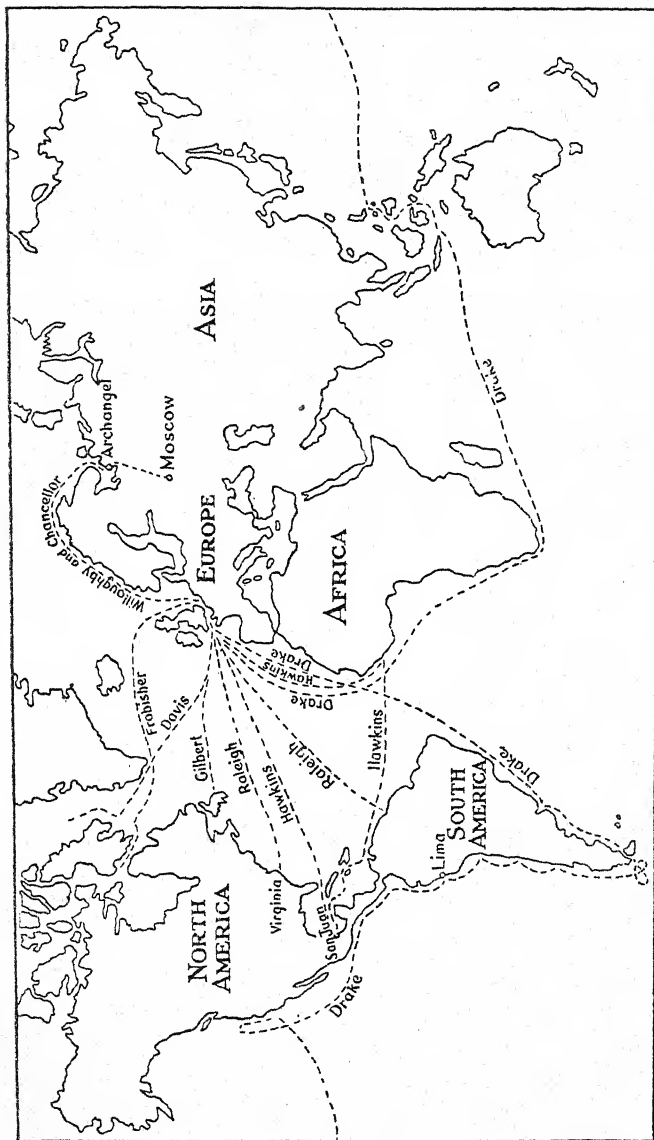 NORTH
AMERICA
SOUTH
AMERICA
EUROPE
AFRICA
ASIA
Willoughby and Chancellor
Archangel
Moscow
Frobisher
Davis
Gilbert
Raleigh
Hawkins
Raleigh
Hawkins
Drake
Hawkins
Drake
Drake
Drake
Drake
Virginia
San Juan
Lima